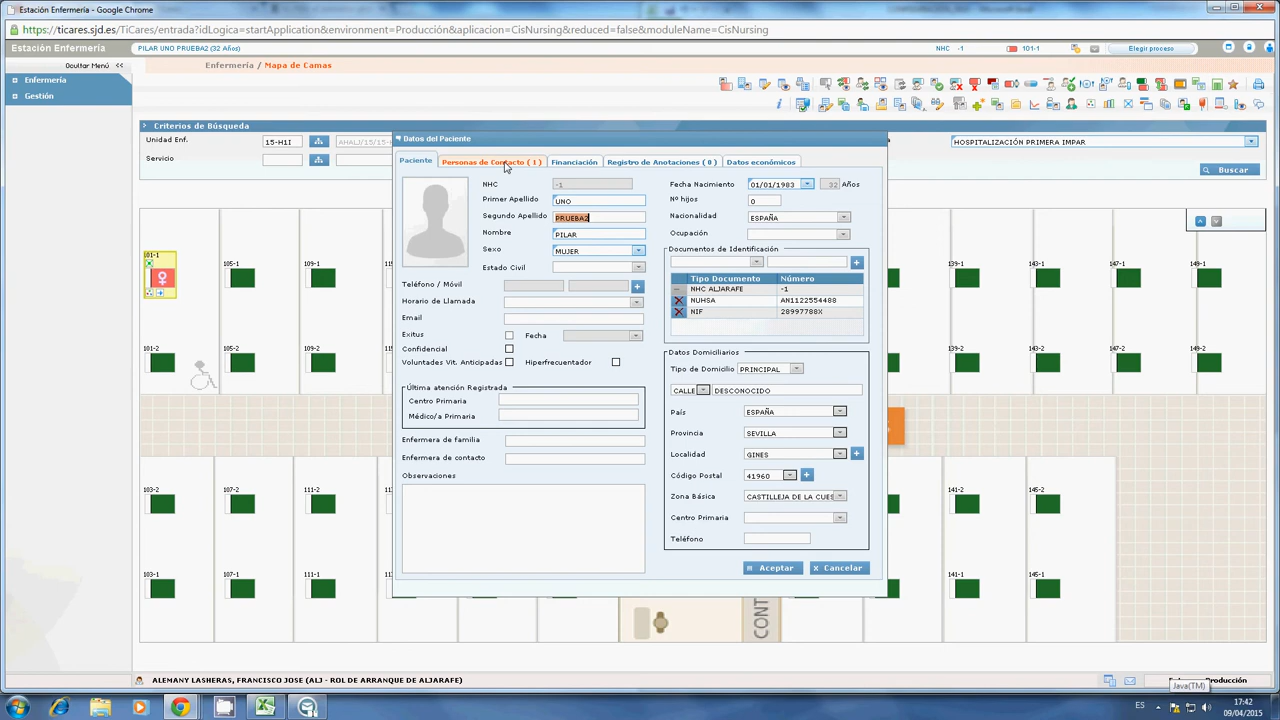 Estación Enfermería - Google Chrome
https://ticares.sjd.es/TiCares/entrada?idLogica=startApplication&environment=Producción&aplicacion=CisNursing&reduced=false&moduleName=CisNursing
Estación Enfermería
PILAR UNO PRUEBA2 (32 Años)
NHC -1
101-1
Elegir proceso
Ocultar Menú <<
Enfermería / Mapa de Camas
Enfermería
Gestión
Criterios de Búsqueda
Unidad Enf. 15-H1I AHALJ/15/15-
HOSPITALIZACIÓN PRIMERA IMPAR
Servicio
Buscar
Datos del Paciente
Paciente
Personas de Contacto ( 1 )
Financiación
Registro de Anotaciones ( 0 )
Datos económicos
NHC -1
Primer Apellido UNO
Segundo Apellido PRUEBA2
Nombre PILAR
Sexo MUJER
Estado Civil
Teléfono / Móvil
Horario de Llamada
Email
Exitus Fecha
Confidencial
Voluntades Vit. Anticipadas Hiperfrecuentador
Última atención Registrada
Centro Primaria
Médico/a Primaria
Enfermera de familia
Enfermera de contacto
Observaciones
Fecha Nacimiento 01/01/1983 32 Años
Nº hijos 0
Nacionalidad ESPAÑA
Ocupación
Documentos de Identificación
Tipo Documento Número
NHC ALJARAFE -1
NUHSA AN1122554488
NIF 28997788X
Datos Domiciliarios
Tipo de Domicilio PRINCIPAL
CALLE DESCONOCIDO
País ESPAÑA
Provincia SEVILLA
Localidad GINES
Código Postal 41960
Zona Básica CASTILLEJA DE LA CUES
Centro Primaria
Teléfono
Aceptar
Cancelar
101-1
105-1
109-1
139-1
143-1
147-1
101-2
105-2
109-2
139-2
143-2
147-2
103-2
107-2
111-2
141-2
145-2
103-1
107-1
111-1
141-1
145-1
CONT
ALEMANY LASHERAS, FRANCISCO JOSE (ALJ - ROL DE ARRANQUE DE ALJARAFE)
Producción
Java(TM)
ES
17:42
09/04/2015